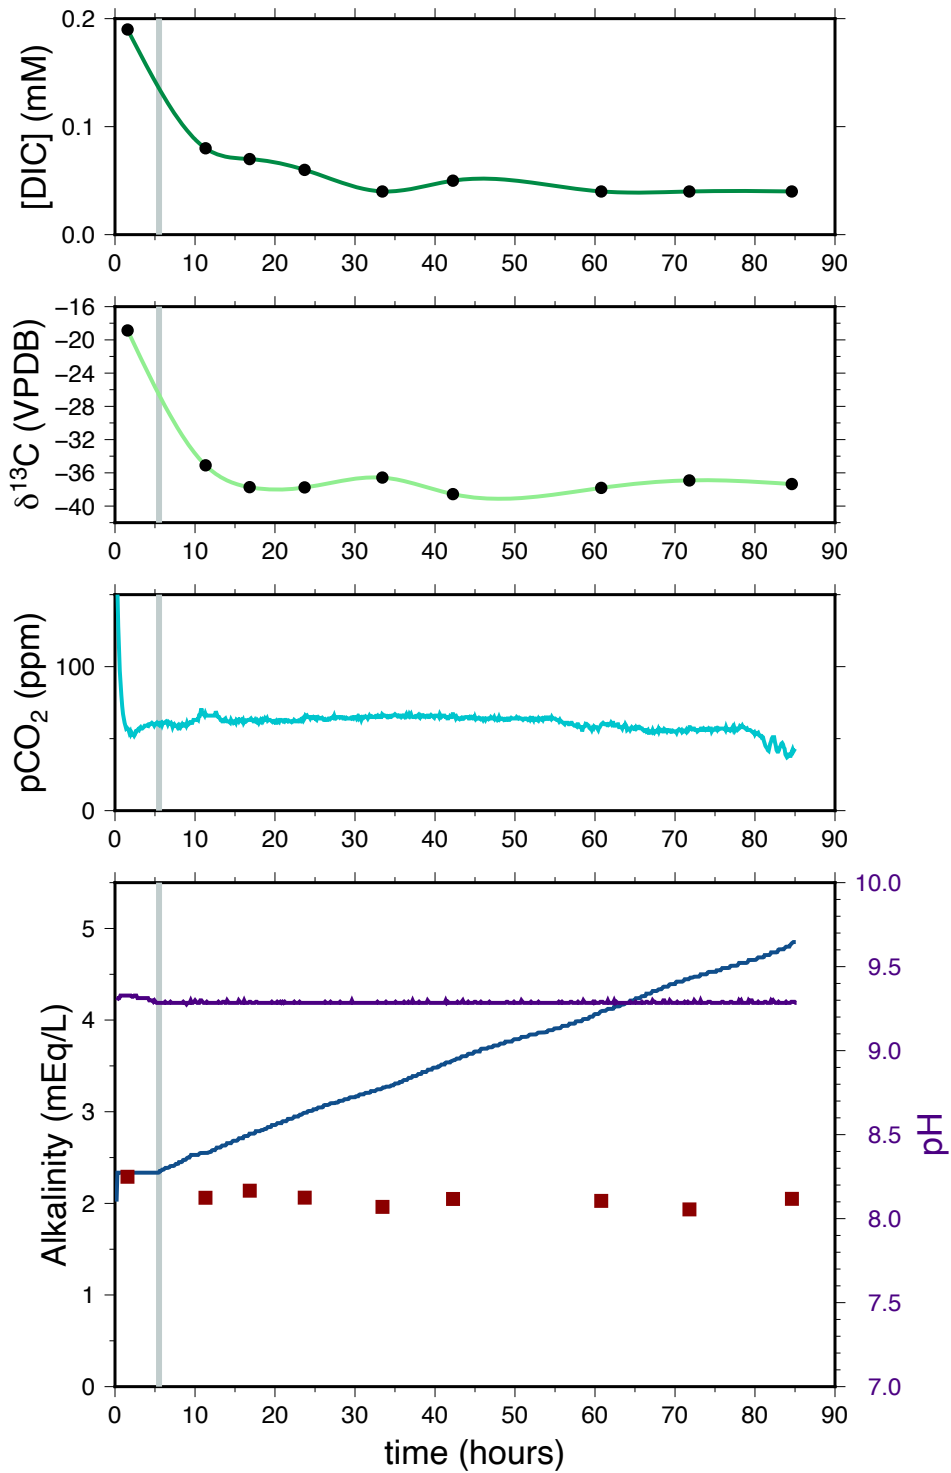 [DIC] (mM)
0.2
0.1
0.0
0 10 20 30 40 50 60 70 80 90
δ¹³C (VPDB)
−16
−20
−24
−28
−32
−36
−40
0 10 20 30 40 50 60 70 80 90
pCO₂ (ppm)
100
0
0 10 20 30 40 50 60 70 80 90
Alkalinity (mEq/L)
5
4
3
2
1
0
10.0
9.5
9.0
8.5
8.0
7.5
7.0
pH
0 10 20 30 40 50 60 70 80 90
time (hours)